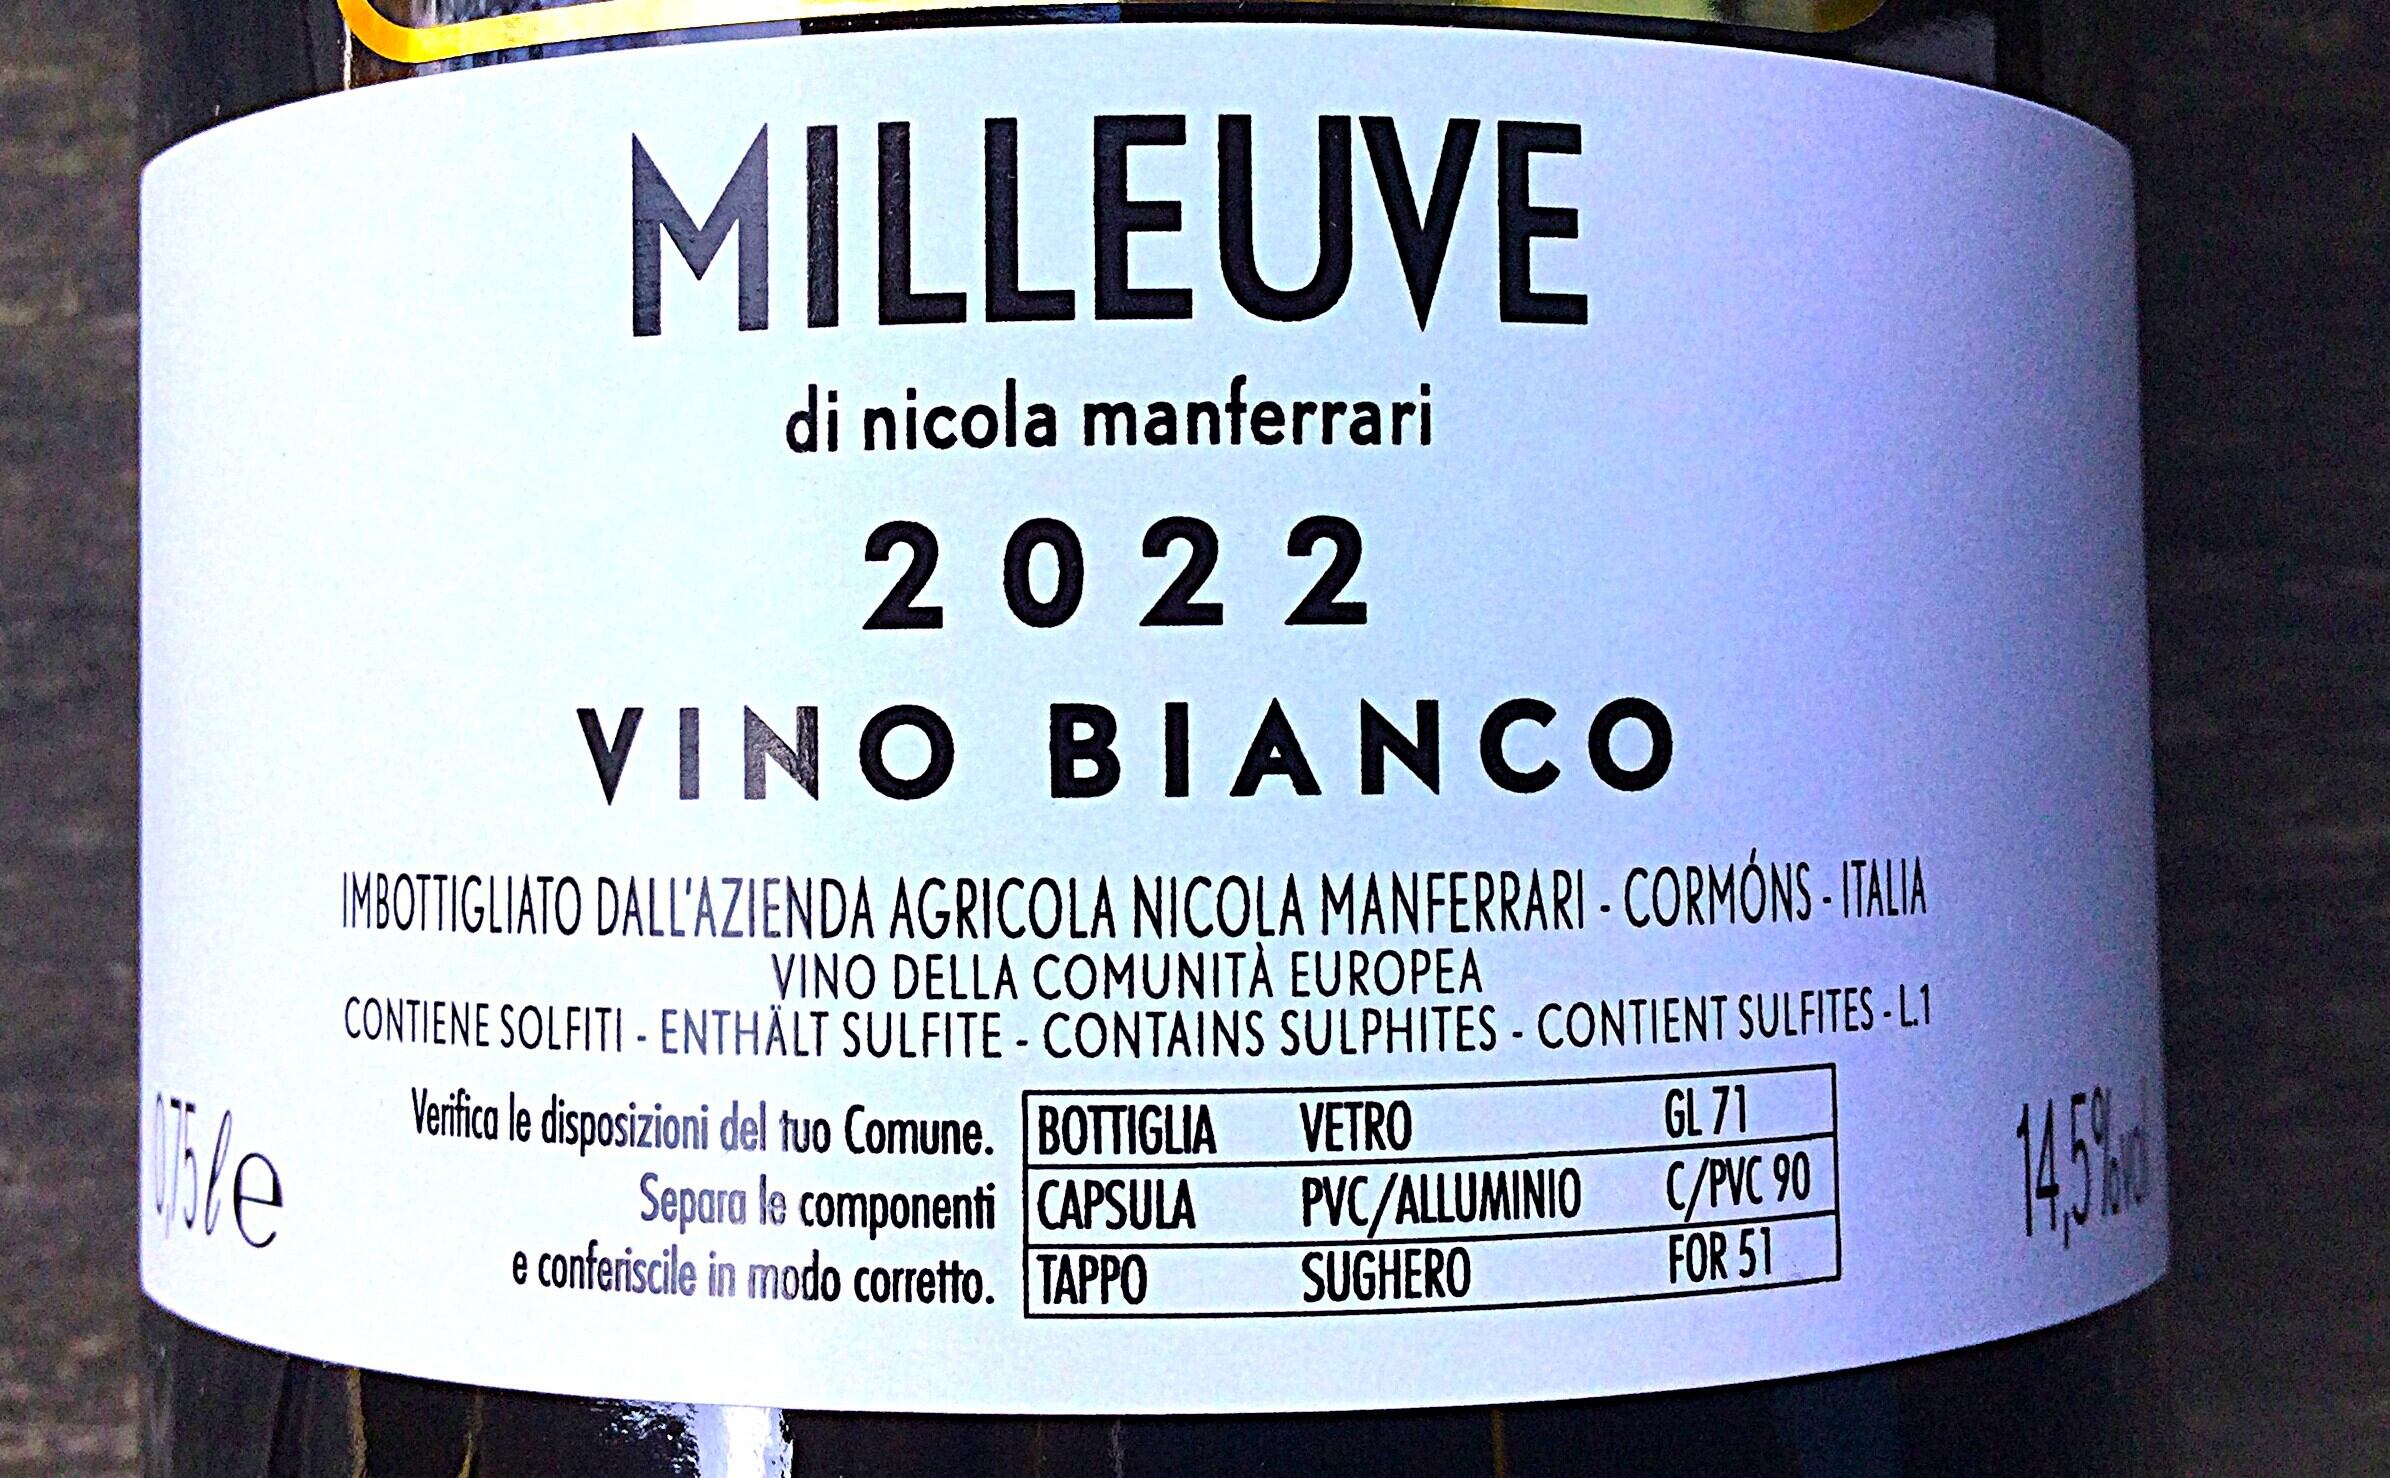 MILLEUVE
di nicola manferrari
2022
VINO BIANCO
IMBOTTIGLIATO DALL'AZIENDA AGRICOLA NICOLA MANFERRARI - CORMÓNS - ITALIA
VINO DELLA COMUNITÀ EUROPEA
CONTIENE SOLFITI - ENTHÄLT SULFITE - CONTAINS SULPHITES - CONTIENT SULFITES - L.1
0,75 ℓ e
Verifica le disposizioni del tuo Comune.
Separa le componenti
e conferiscile in modo corretto.
BOTTIGLIA VETRO GL 71
CAPSULA PVC/ALLUMINIO C/PVC 90
TAPPO SUGHERO FOR 51
14,5%vol